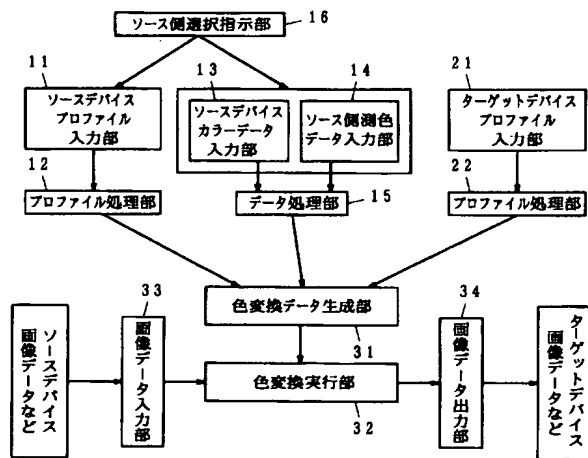 ソース側選択指示部
16
11
ソースデバイス
プロファイル
入力部
13
ソースデバイス
カラーデータ
入力部
14
ソース側測色
データ入力部
21
ターゲットデバイス
プロファイル
入力部
12
プロファイル処理部
データ処理部
15
22
プロファイル処理部
ソースデバイス
画像データなど
33
画像データ入力部
色変換データ生成部
31
色変換実行部
32
34
画像データ出力部
ターゲットデバイス
画像データなど